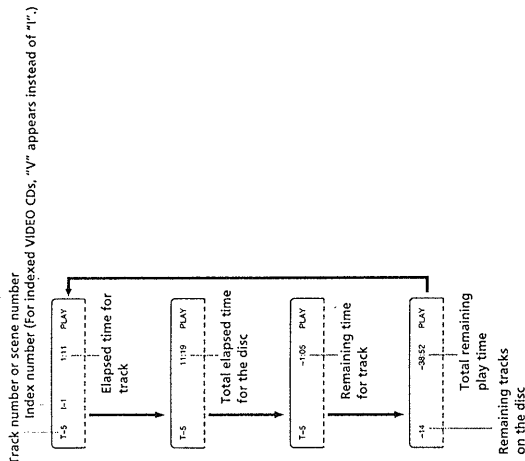 Track number or scene number
Index number (For indexed VIDEO CDs, "V" appears instead of "I".)
T–5 I–1 1:11 PLAY
Elapsed time for
track
T–5 11:19 PLAY
Total elapsed time
for the disc
T–5 –1:05 PLAY
Remaining time
for track
–14 –38:52 PLAY
Total remaining
play time
Remaining tracks
on the disc